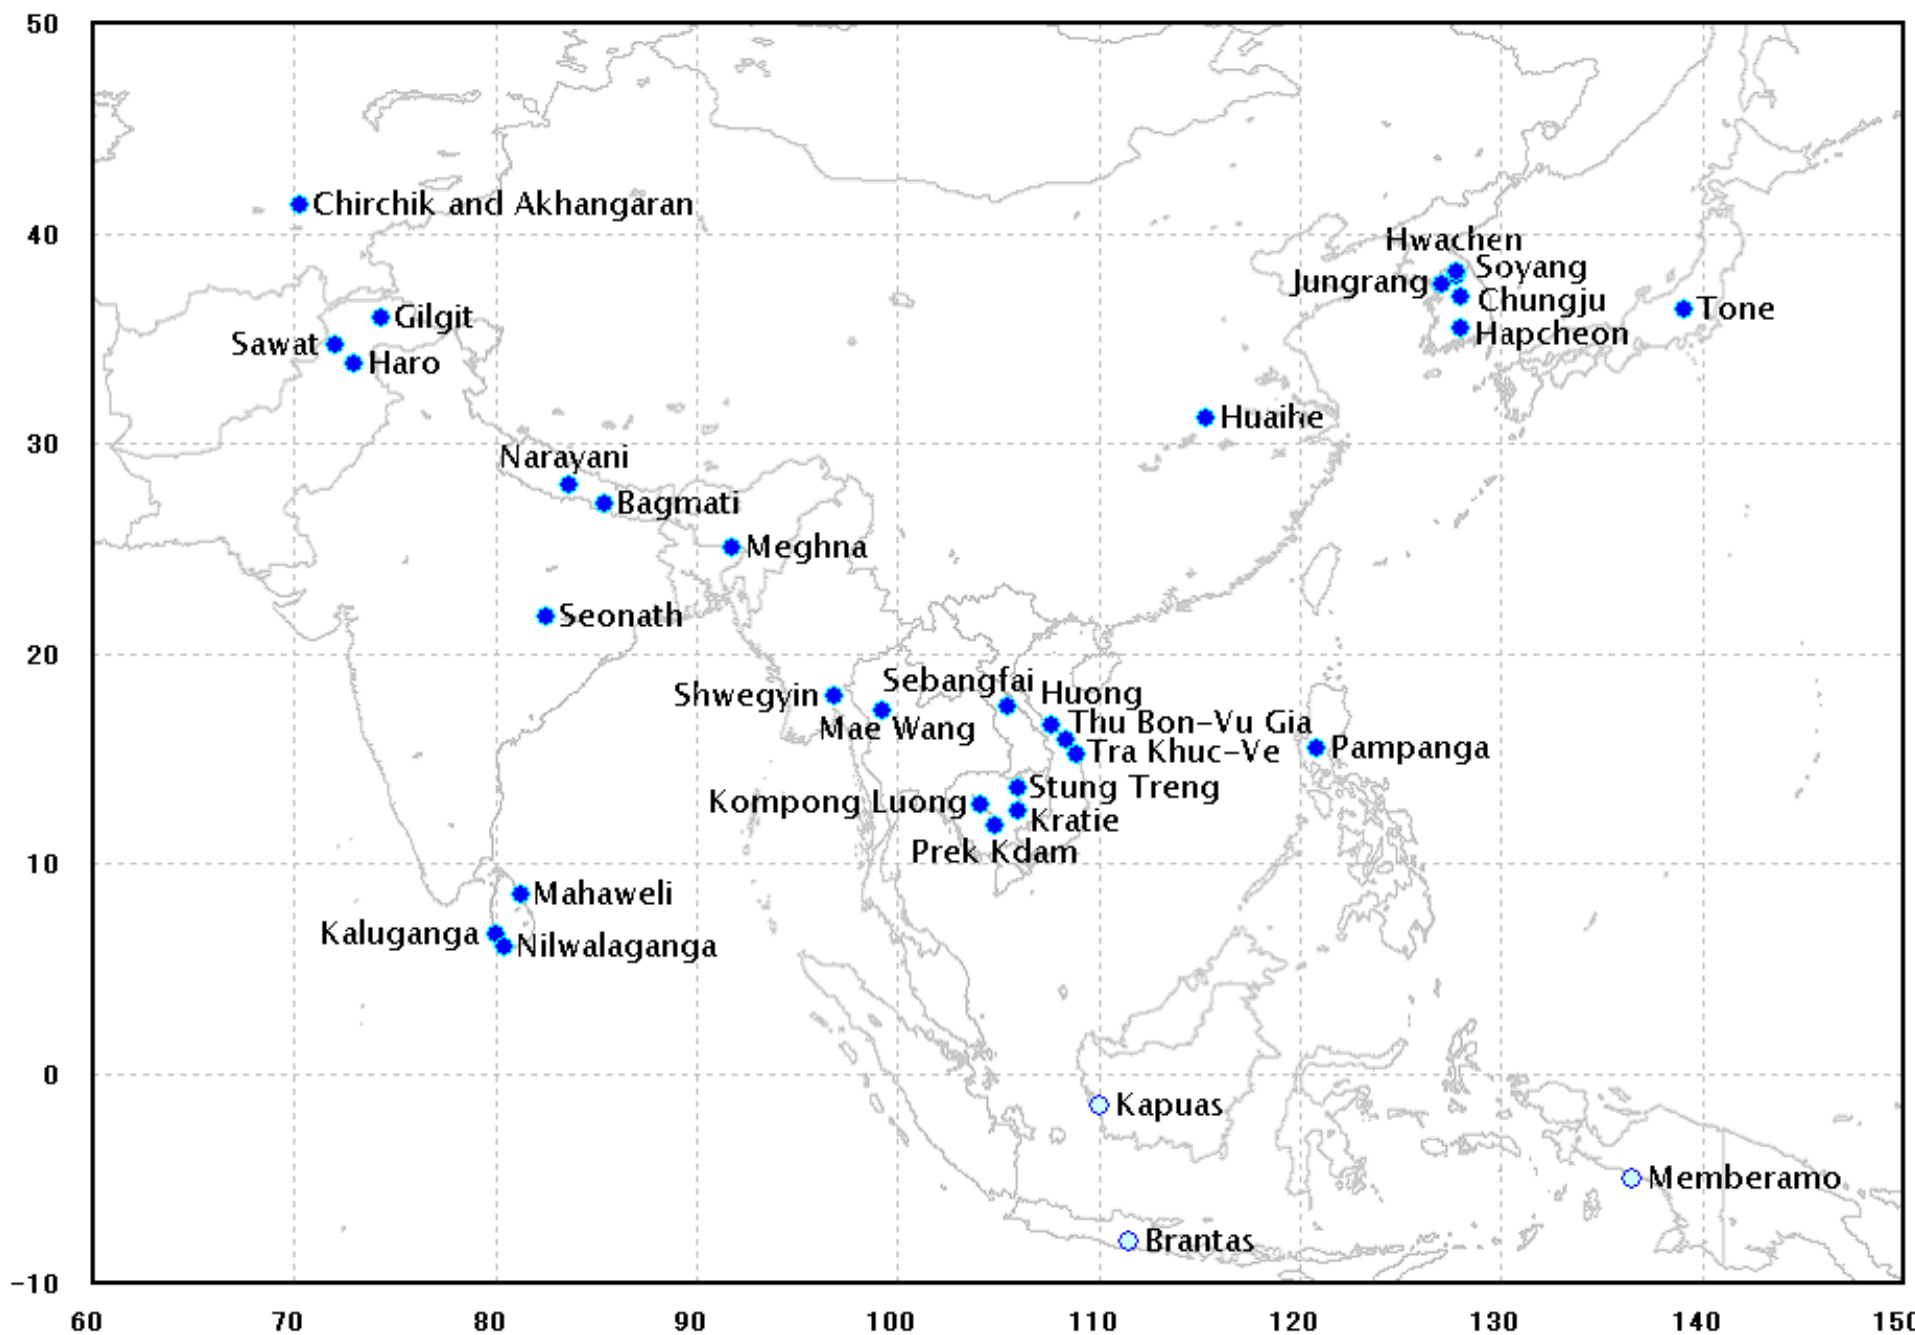 50
Chirchik and Akhangaran
40
Hwachen
Soyang
Jungrang
Chungju
Tone
Gilgit
Hapcheon
Sawat
Haro
Huaihe
30
Narayani
Bagmati
Meghna
Seonath
20
Sebangfai
Huong
Shwegyin
Thu Bon-Vu Gia
Mae Wang
Tra Khuc-Ve
Pampanga
Stung Treng
Kompong Luong
Kratie
Prek Kdam
10
Mahaweli
Kaluganga
Nilwalaganga
0
Kapuas
Memberamo
Brantas
-10
60 70 80 90 100 110 120 130 140 150